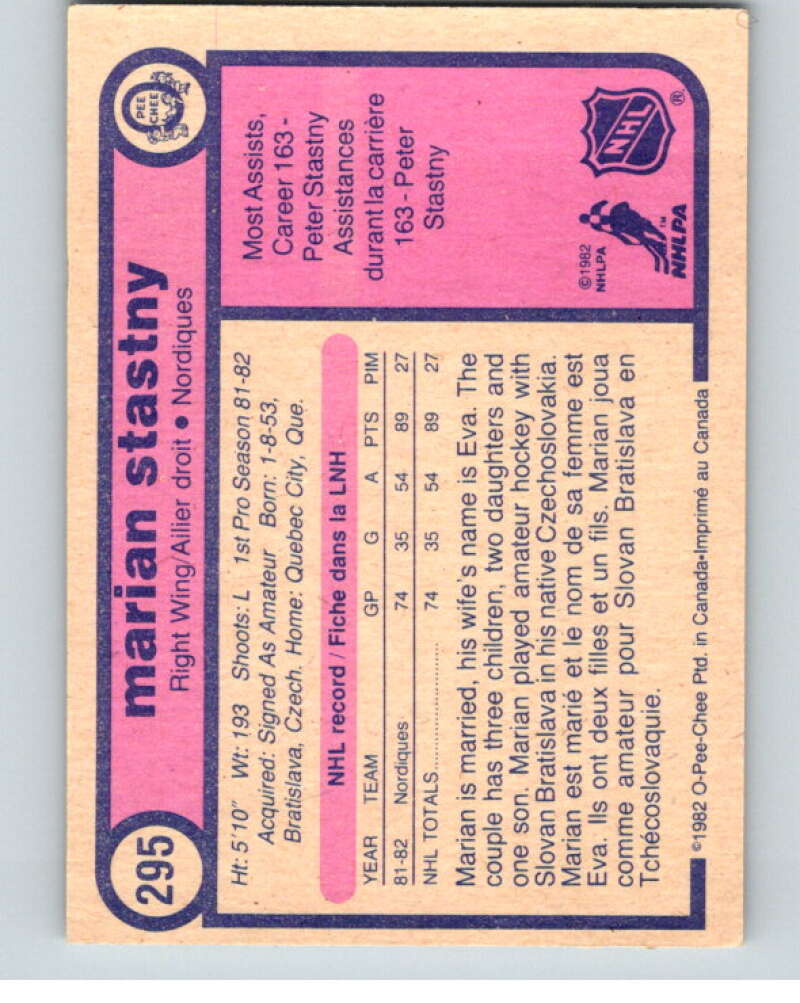 295
marian stastny
Right Wing/Ailier droit • Nordiques
O
PEE
CHEE
Ht: 5'10" Wt: 193 Shoots: L 1st Pro Season 81-82
Acquired: Signed As Amateur Born: 1-8-53,
Bratislava, Czech. Home: Quebec City, Que.
NHL record / Fiche dans la LNH
YEAR TEAM GP G A PTS PIM
81-82 Nordiques 74 35 54 89 27
NHL TOTALS.................... 74 35 54 89 27
Marian is married, his wife's name is Eva. The
couple has three children, two daughters and
one son. Marian played amateur hockey with
Slovan Bratislava in his native Czechoslovakia.
Marian est marié et le nom de sa femme est
Eva. Ils ont deux filles et un fils. Marian joua
comme amateur pour Slovan Bratislava en
Tchécoslovaquie.
©1982 O-Pee-Chee Ptd. in Canada•Imprimé au Canada
Most Assists,
Career 163 -
Peter Stastny
Assistances
durant la carrière
163 - Peter
Stastny
©1982
NHLPA
TM
NHLPA
NHL
®